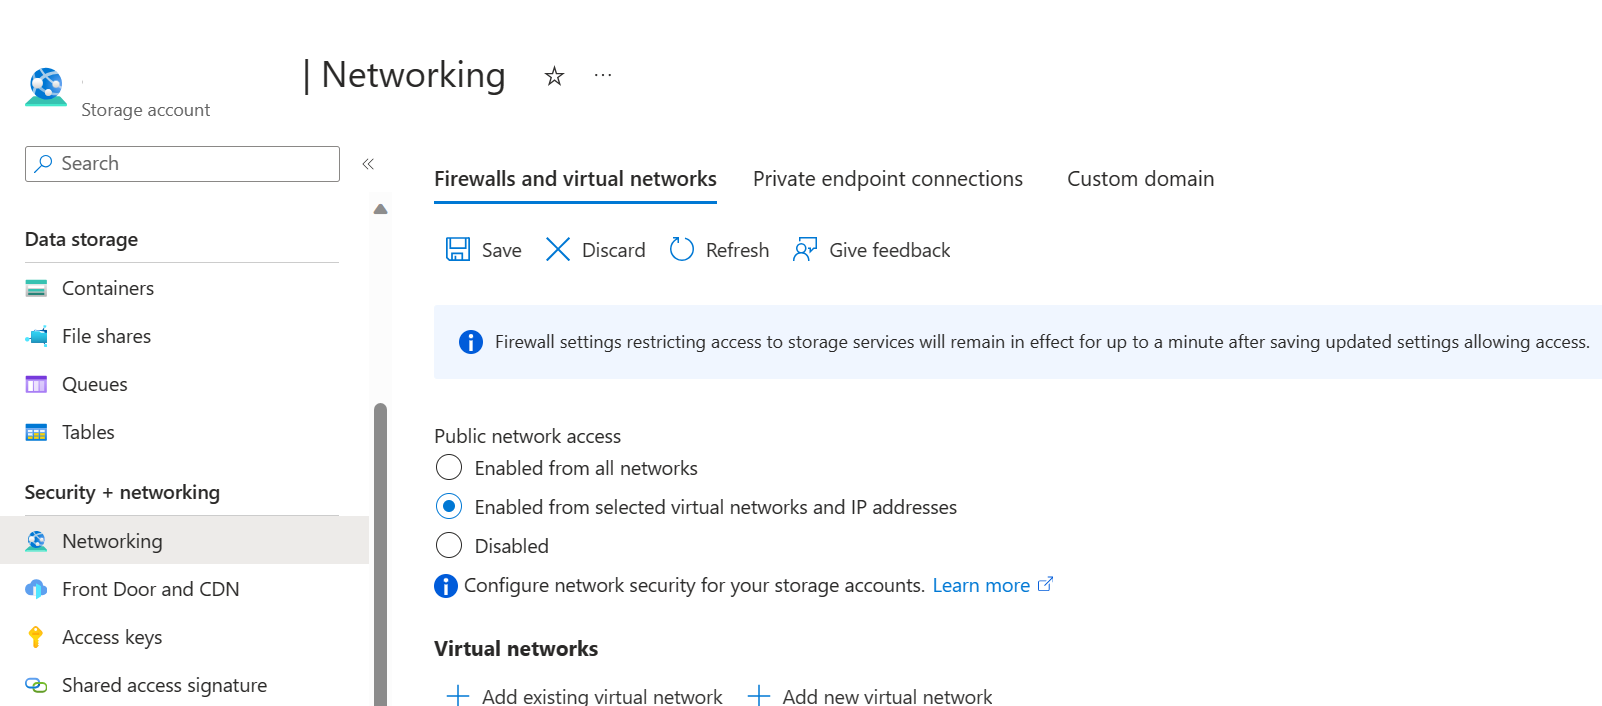 | Networking
Storage account
Search
Data storage
Containers
File shares
Queues
Tables
Security + networking
Networking
Front Door and CDN
Access keys
Shared access signature
Firewalls and virtual networks Private endpoint connections Custom domain
Save Discard Refresh Give feedback
Firewall settings restricting access to storage services will remain in effect for up to a minute after saving updated settings allowing access.
Public network access
Enabled from all networks
Enabled from selected virtual networks and IP addresses
Disabled
Configure network security for your storage accounts. Learn more
Virtual networks
Add existing virtual network Add new virtual network